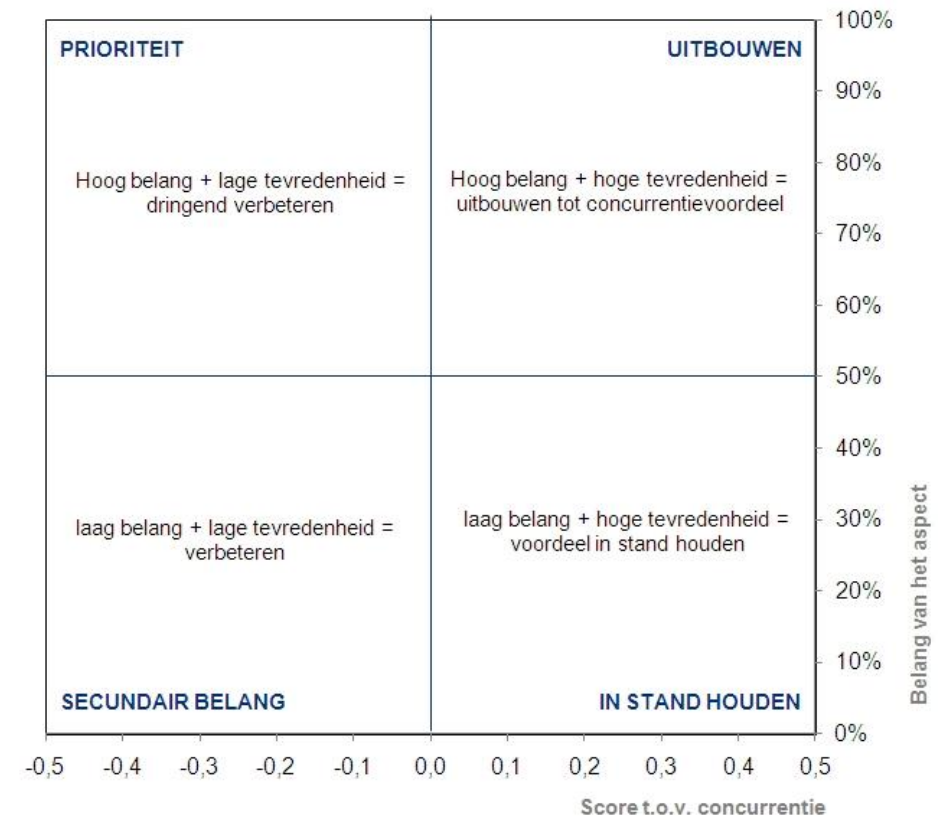 PRIORITEIT
UITBOUWEN
Hoog belang + lage tevredenheid =
dringend verbeteren
Hoog belang + hoge tevredenheid =
uitbouwen tot concurrentievoordeel
laag belang + lage tevredenheid =
verbeteren
laag belang + hoge tevredenheid =
voordeel in stand houden
SECUNDAIR BELANG
IN STAND HOUDEN
100%
90%
80%
70%
60%
50%
40%
30%
20%
10%
0%
Belang van het aspect
-0,5 -0,4 -0,3 -0,2 -0,1 0,0 0,1 0,2 0,3 0,4 0,5
Score t.o.v. concurrentie